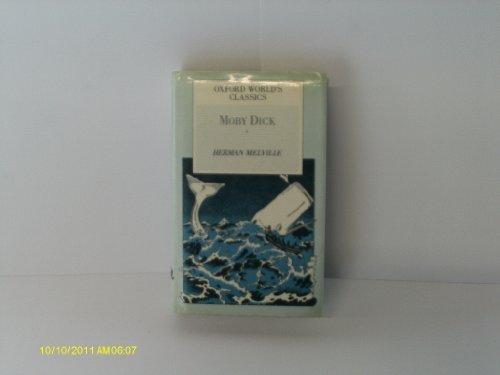 OXFORD WORLD'S
CLASSICS
MOBY DICK
HERMAN MELVILLE
10/10/2011 AM 06:07